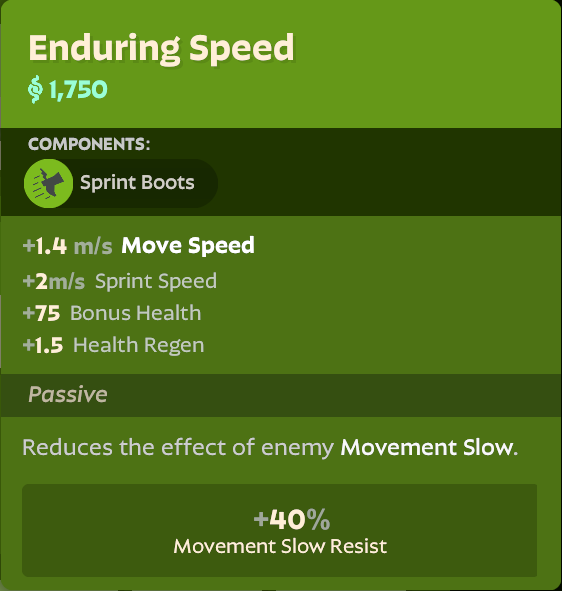 Enduring Speed
1,750
COMPONENTS:
Sprint Boots
+1.4 m/s Move Speed
+2m/s Sprint Speed
+75 Bonus Health
+1.5 Health Regen
Passive
Reduces the effect of enemy Movement Slow.
+40%
Movement Slow Resist